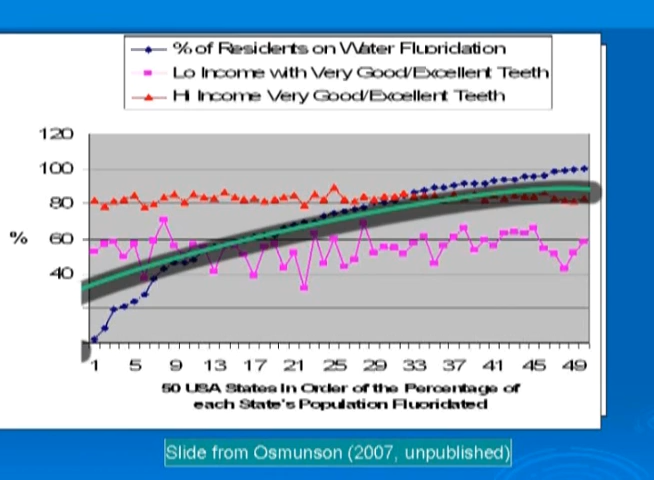 % of Residents on Water Fluoridation
Lo Income with Very Good/Excellent Teeth
Hi Income Very Good/Excellent Teeth
120
100
80
%
60
40
1 5 9 13 17 21 25 29 33 37 41 45 49
50 USA States In Order of the Percentage of
each State's Population Fluoridated
Slide from Osmunson (2007, unpublished)